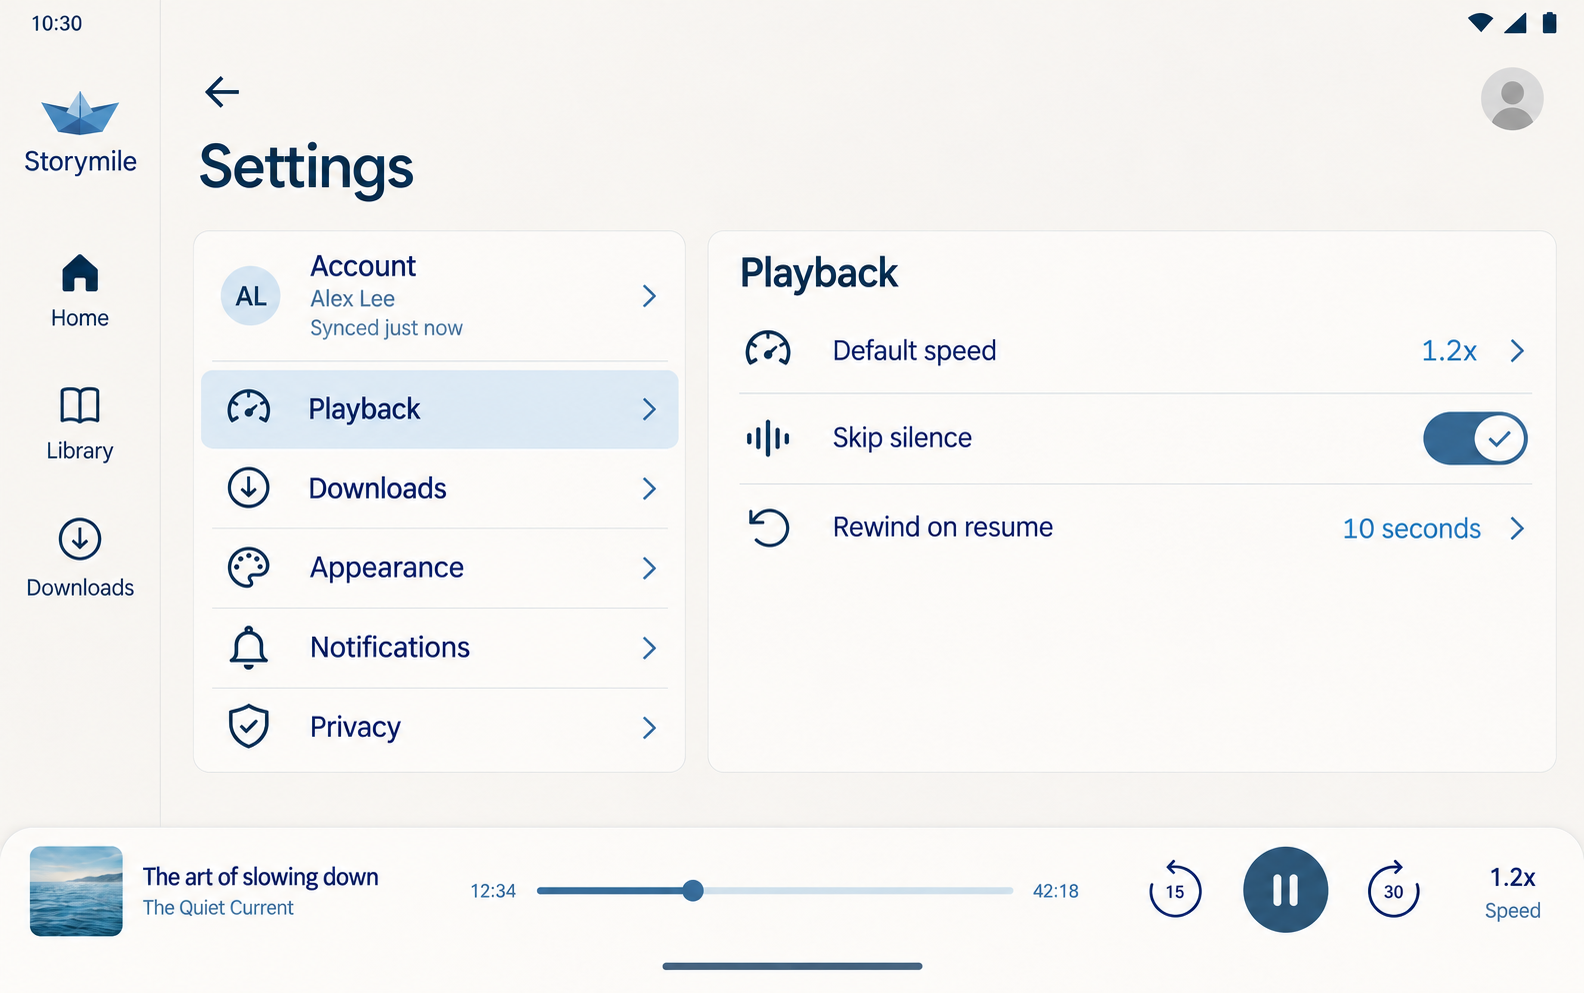 10:30
Storymile
Home
Library
Downloads
Settings
AL
Account
Alex Lee
Synced just now
Playback
Downloads
Appearance
Notifications
Privacy
Playback
Default speed
1.2x
Skip silence
Rewind on resume
10 seconds
The art of slowing down
The Quiet Current
12:34
42:18
15
30
1.2x
Speed